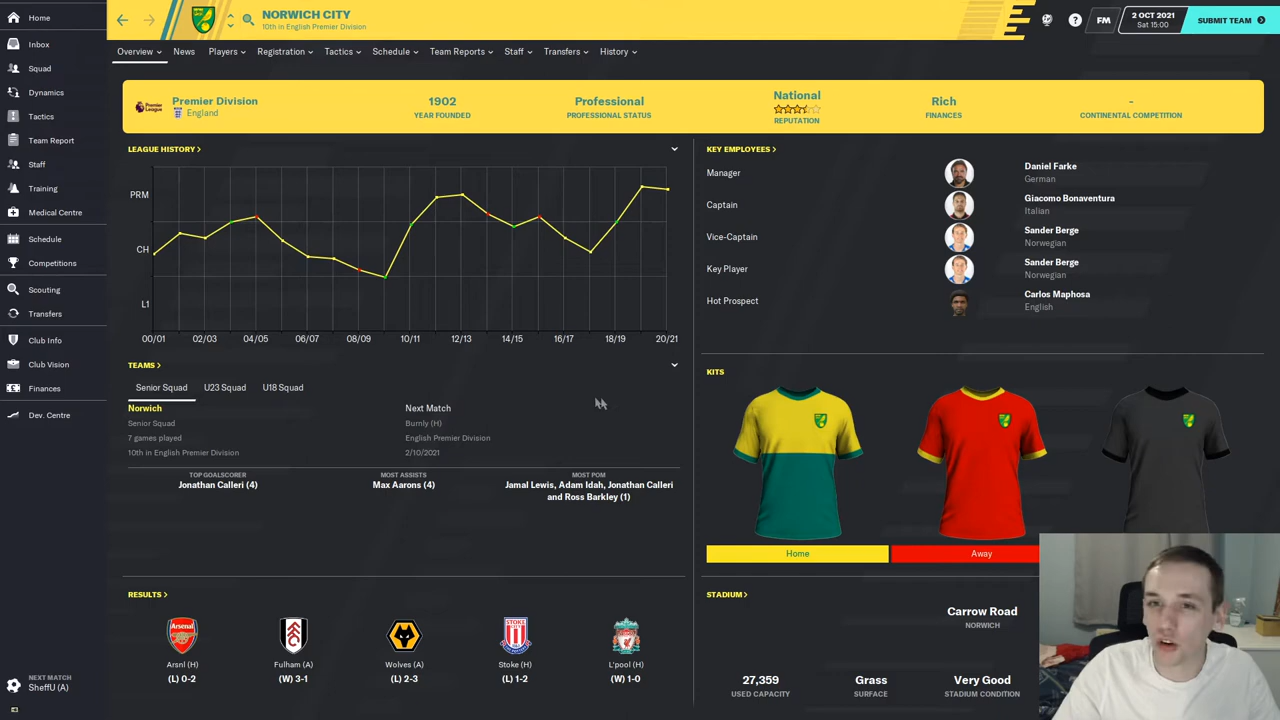 Home
Inbox
Squad
Dynamics
Tactics
Team Report
Staff
Training
Medical Centre
Schedule
Competitions
Scouting
Transfers
Club Info
Club Vision
Finances
Dev. Centre
NEXT MATCH
SheffU (A)
NORWICH CITY
10th in English Premier Division
? FM
2 OCT 2021
Sat 15:00
SUBMIT TEAM
Overview News Players Registration Tactics Schedule Team Reports Staff Transfers History
Premier League
Premier Division
England
1902
YEAR FOUNDED
Professional
PROFESSIONAL STATUS
National
REPUTATION
Rich
FINANCES
-
CONTINENTAL COMPETITION
LEAGUE HISTORY >
PRM
CH
L1
00/01 02/03 04/05 06/07 08/09 10/11 12/13 14/15 16/17 18/19 20/21
TEAMS >
Senior Squad U23 Squad U18 Squad
Norwich
Senior Squad
7 games played
10th in English Premier Division
Next Match
Burnly (H)
English Premier Division
2/10/2021
TOP GOALSCORER
Jonathan Calleri (4)
MOST ASSISTS
Max Aarons (4)
MOST POM
Jamal Lewis, Adam Idah, Jonathan Calleri
and Ross Barkley (1)
RESULTS >
Arsenal
Arsnl (H)
(L) 0-2
Fulham (A)
(W) 3-1
Wolves (A)
(L) 2-3
Stoke (H)
(L) 1-2
L'pool (H)
(W) 1-0
KEY EMPLOYEES >
Manager
Daniel Farke
German
Captain
Giacomo Bonaventura
Italian
Vice-Captain
Sander Berge
Norwegian
Key Player
Sander Berge
Norwegian
Hot Prospect
Carlos Maphosa
English
KITS
Home
Away
STADIUM >
Carrow Road
NORWICH
27,359
USED CAPACITY
Grass
SURFACE
Very Good
STADIUM CONDITION